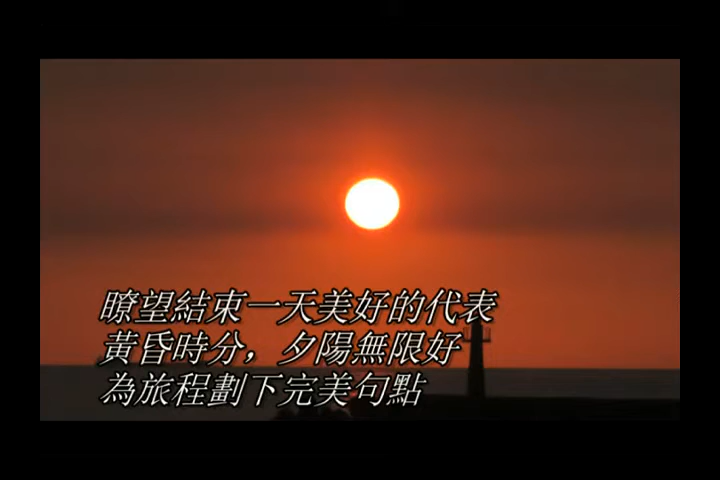 瞭望結束一天美好的代表
黃昏時分，夕陽無限好
為旅程劃下完美句點